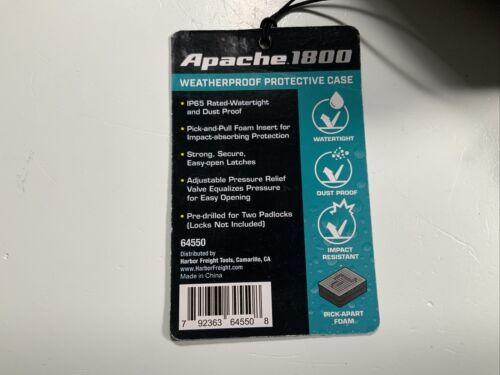 Apache 1800
WEATHERPROOF PROTECTIVE CASE
• IP65 Rated-Watertight
and Dust Proof
• Pick-and-Pull Foam Insert for
Impact-absorbing Protection
• Strong, Secure,
Easy-open Latches
• Adjustable Pressure Relief
Valve Equalizes Pressure
for Easy Opening
• Pre-drilled for Two Padlocks
(Locks Not Included)
64550
Distributed by
Harbor Freight Tools, Camarillo, CA
www.HarborFreight.com
Made in China
7 92363 64550 8
WATERTIGHT
DUST PROOF
IMPACT
RESISTANT
PICK-APART
FOAM